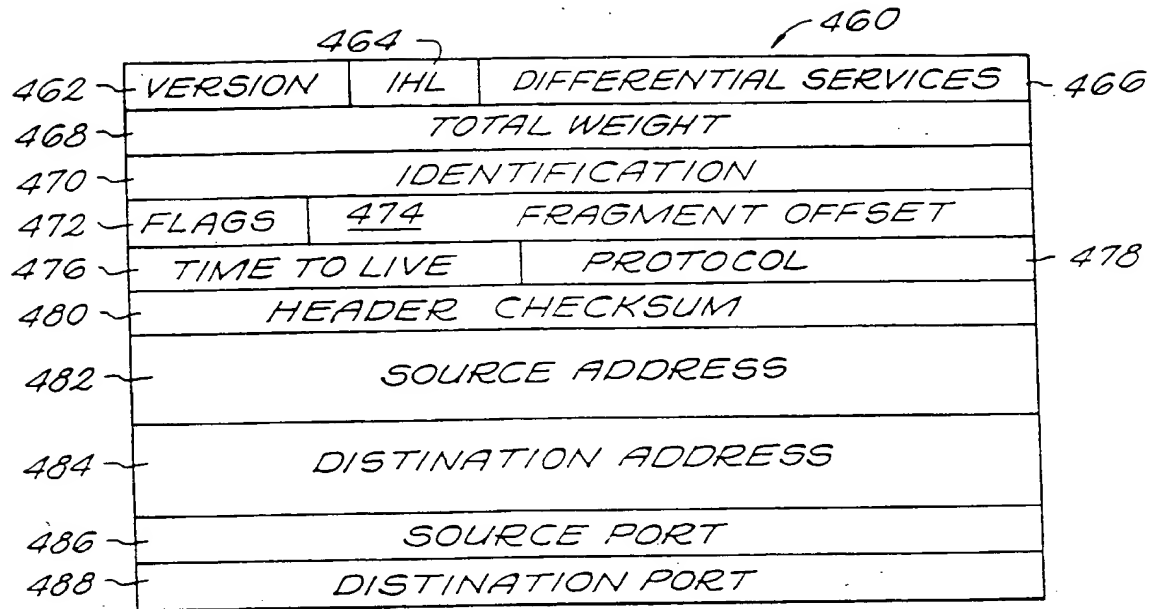 460
464
462 VERSION IHL DIFFERENTIAL SERVICES 466
468 TOTAL WEIGHT
470 IDENTIFICATION
472 FLAGS 474 FRAGMENT OFFSET
476 TIME TO LIVE PROTOCOL 478
480 HEADER CHECKSUM
482 SOURCE ADDRESS
484 DISTINATION ADDRESS
486 SOURCE PORT
488 DISTINATION PORT